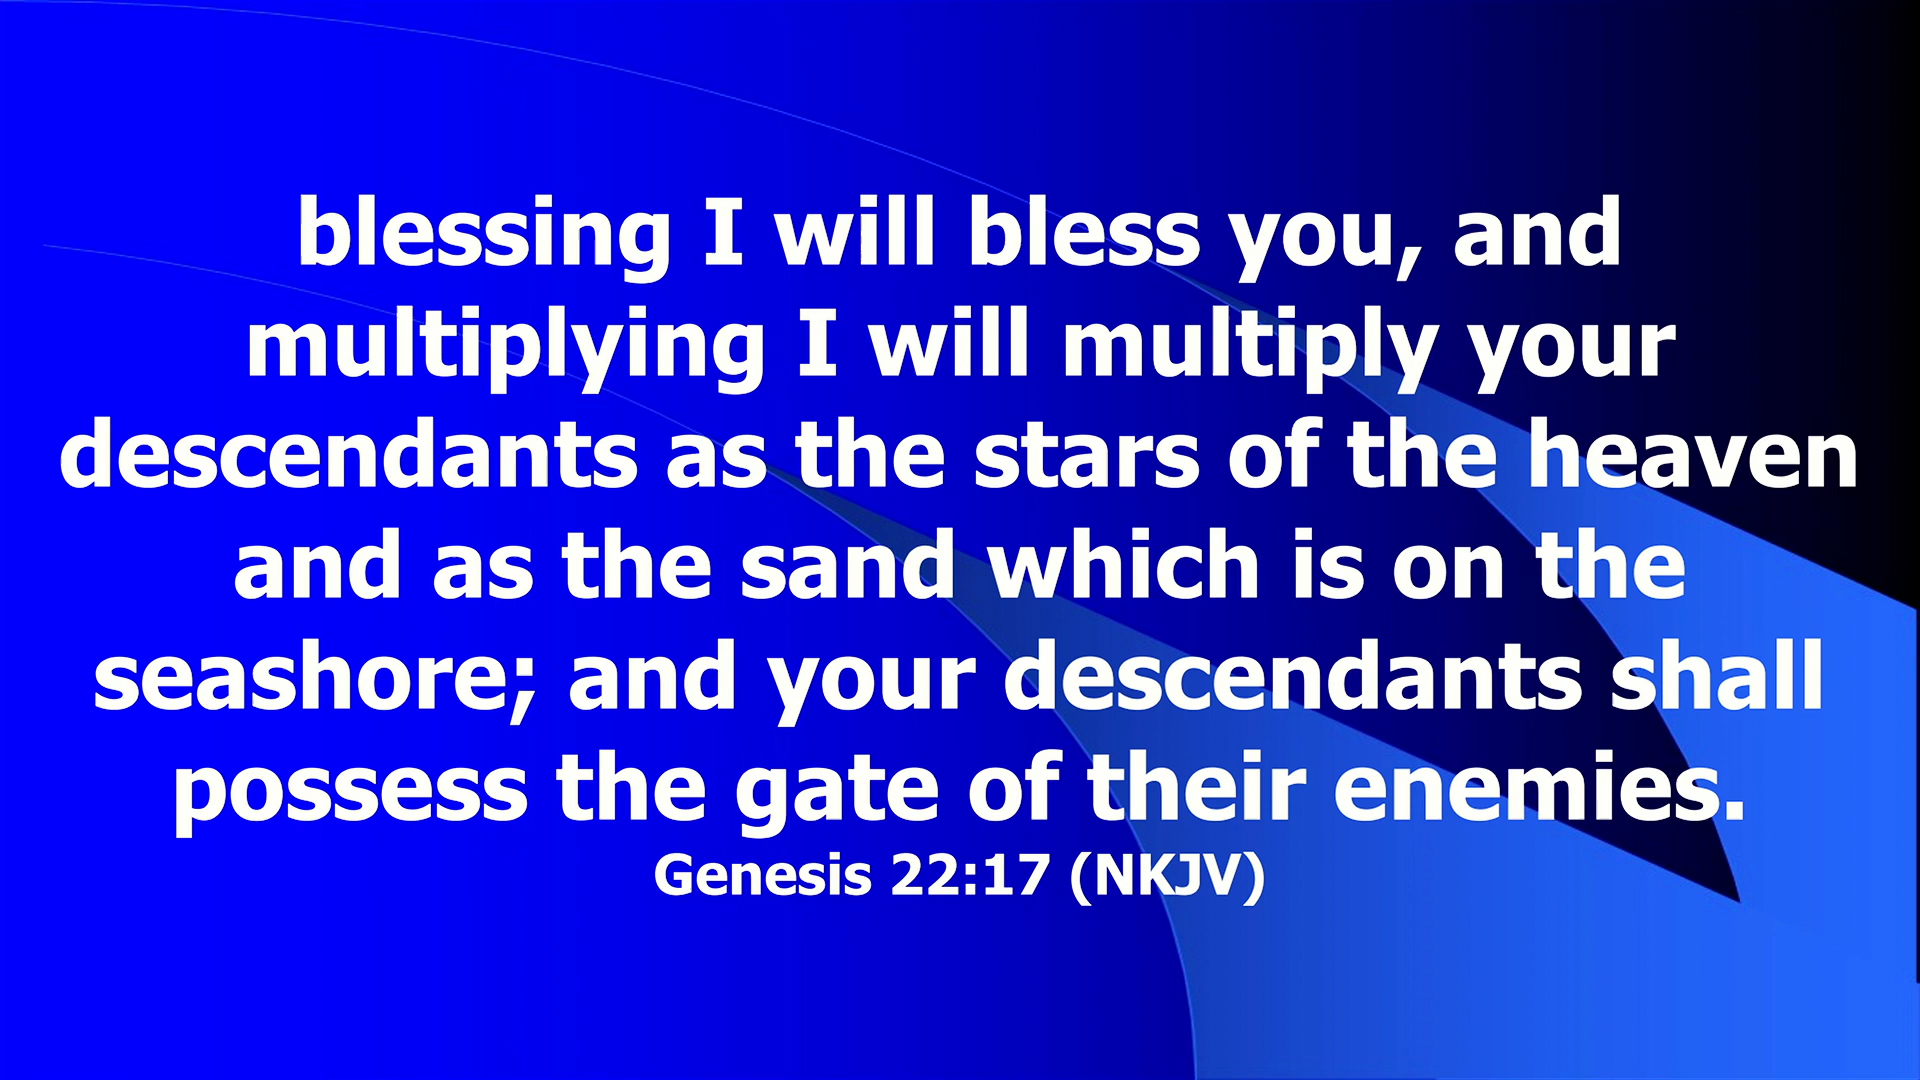 blessing I will bless you, and
multiplying I will multiply your
descendants as the stars of the heaven
and as the sand which is on the
seashore; and your descendants shall
possess the gate of their enemies.
Genesis 22:17 (NKJV)